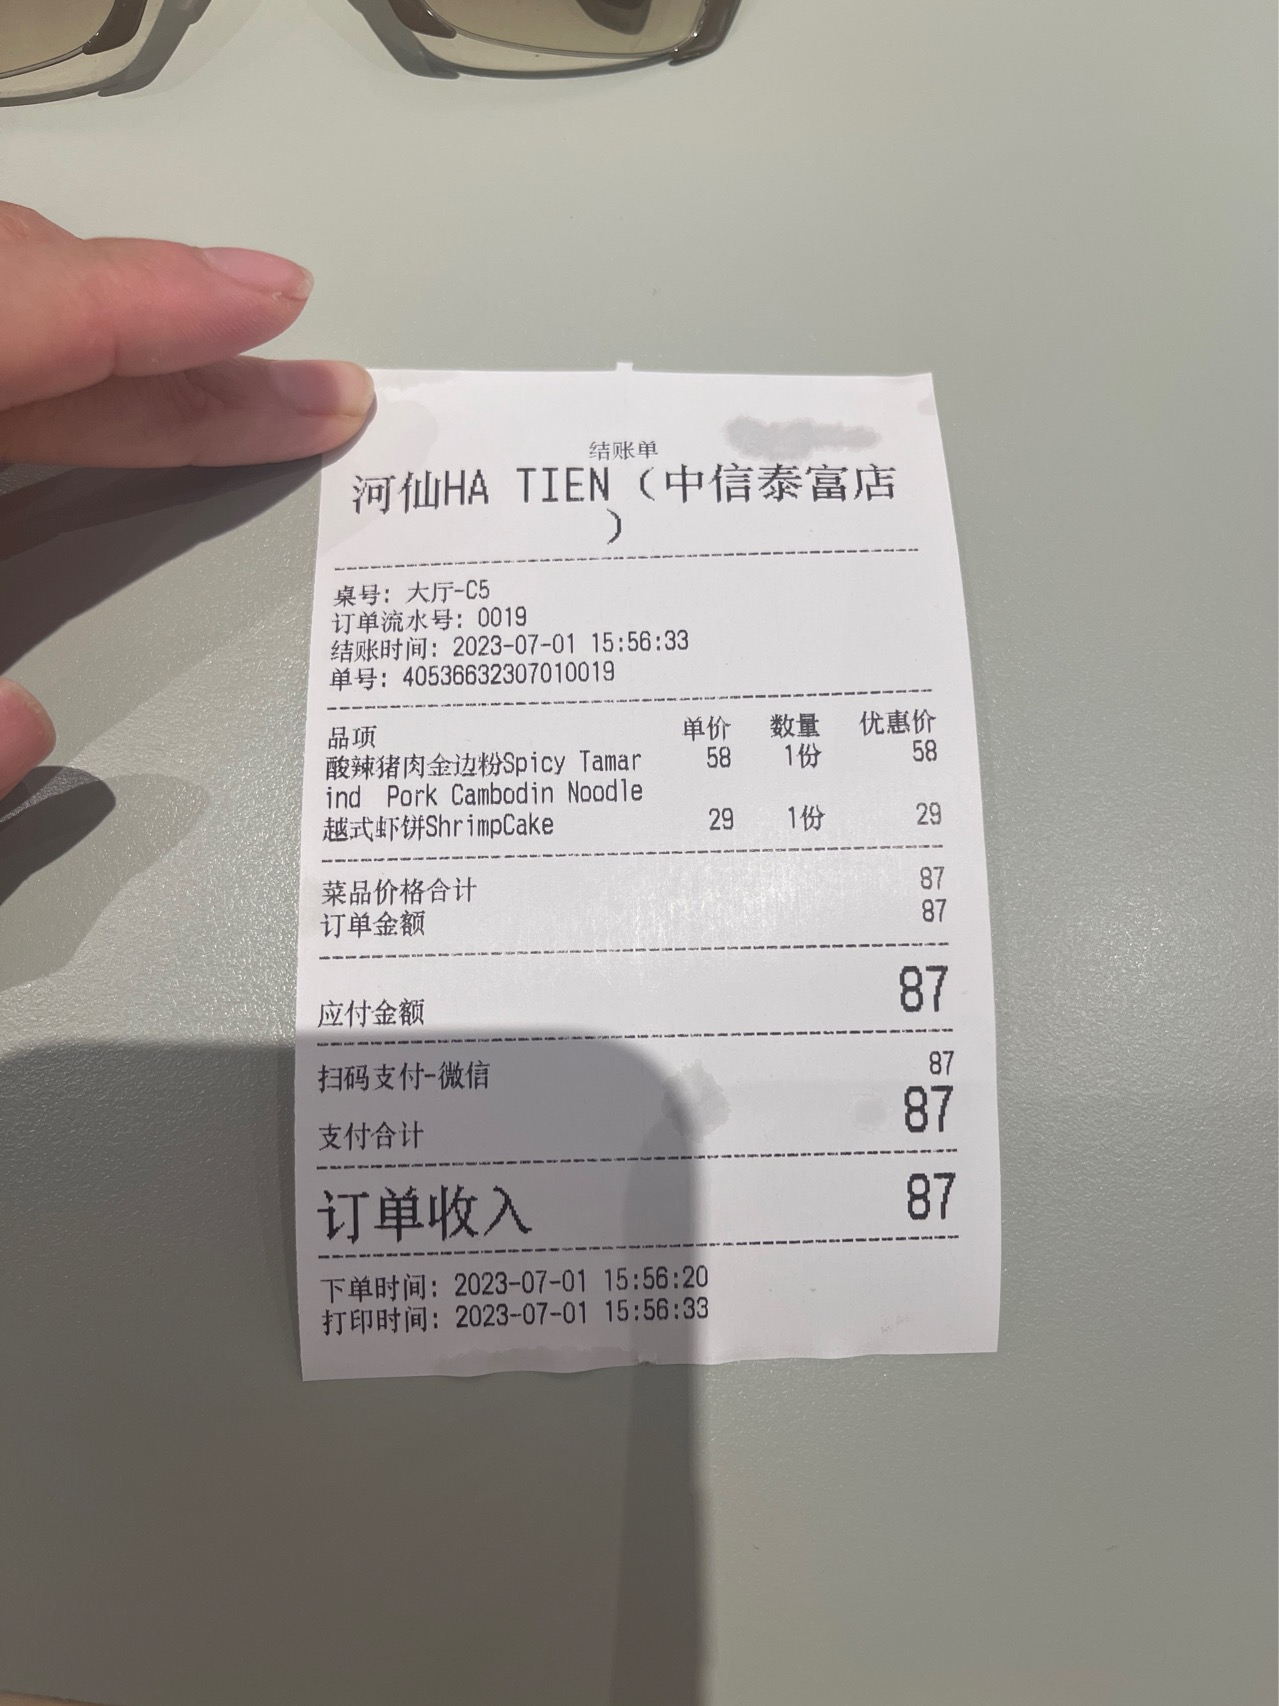 结账单
河仙HA TIEN（中信泰富店
）
桌号: 大厅-C5
订单流水号: 0019
结账时间: 2023-07-01 15:56:33
单号: 40536632307010019
品项 单价 数量 优惠价
酸辣猪肉金边粉Spicy Tamar 58 1份 58
ind Pork Cambodin Noodle
越式虾饼ShrimpCake 29 1份 29
菜品价格合计 87
订单金额 87
应付金额 87
扫码支付-微信 87
支付合计 87
订单收入 87
下单时间: 2023-07-01 15:56:20
打印时间: 2023-07-01 15:56:33